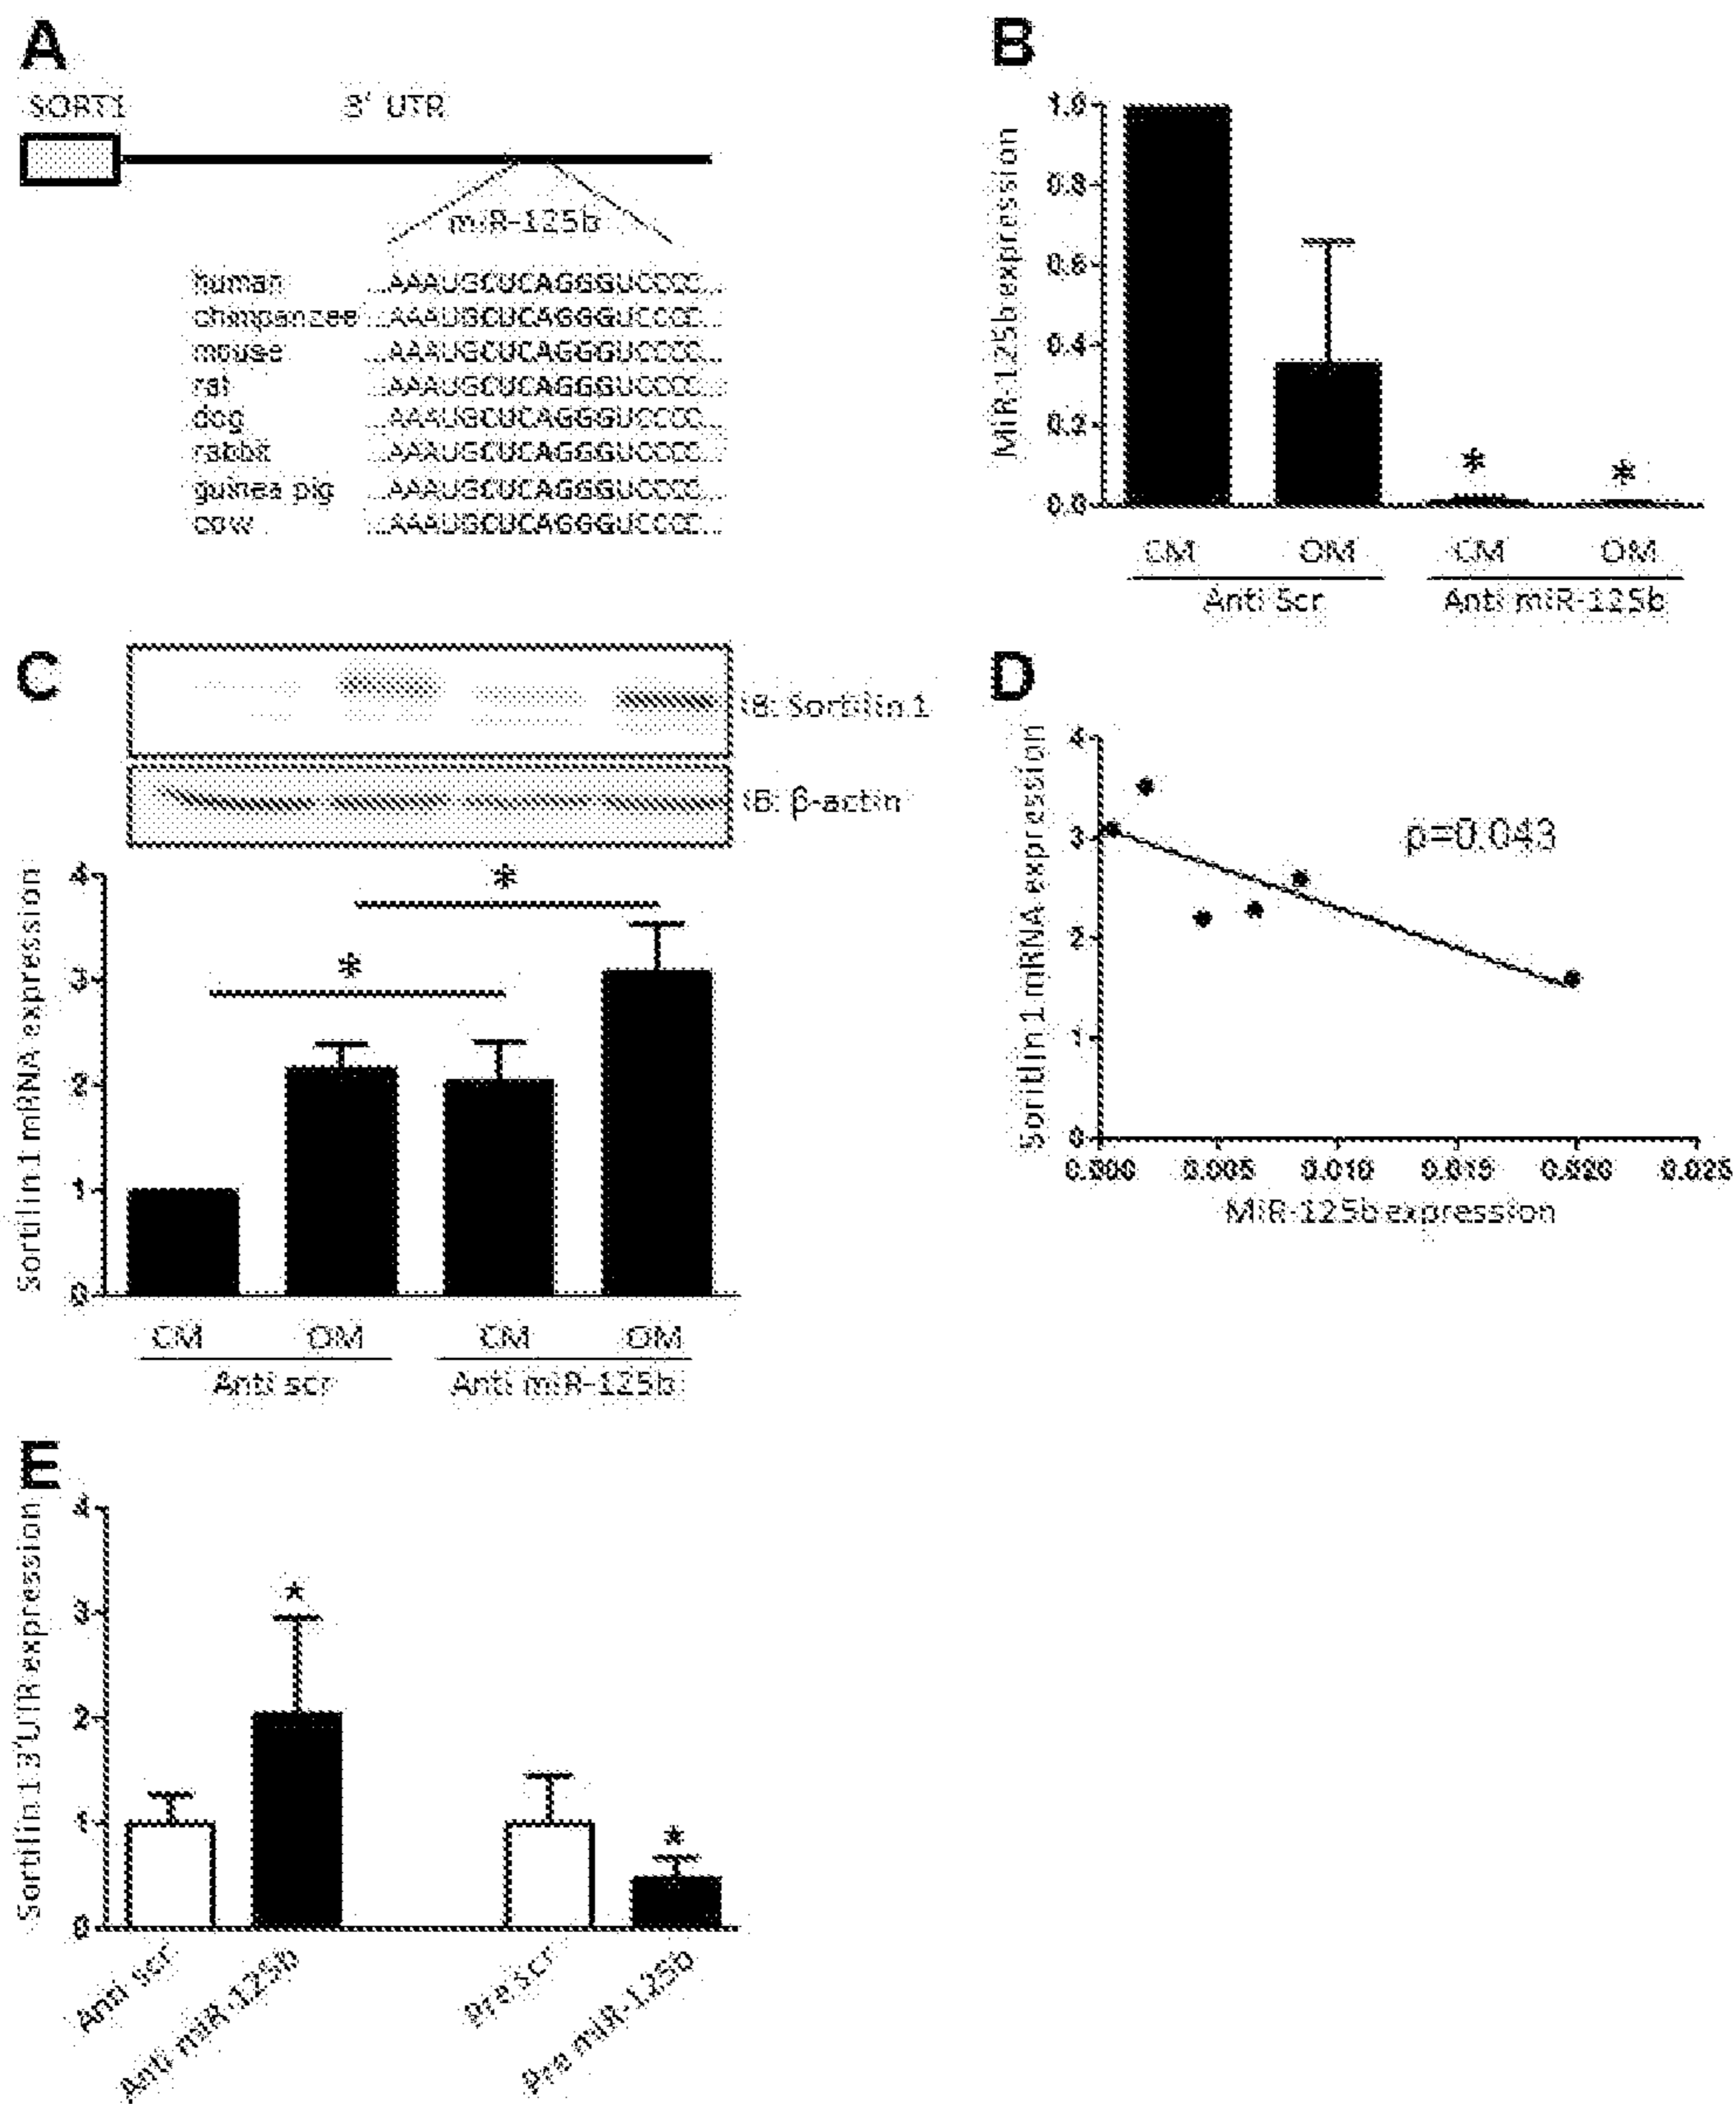 A
SORT1
3' UTR
miR-125b
human ...AAAUGCUCAGGGUCCCC...
chimpanzee ...AAAUGCUCAGGGUCCCC...
mouse ...AAAUGCUCAGGGUCCCC...
rat ...AAAUGCUCAGGGUCCCC...
dog ...AAAUGCUCAGGGUCCCC...
rabbit ...AAAUGCUCAGGGUCCCC...
guinea pig ...AAAUGCUCAGGGUCCCC...
cow ...AAAUGCUCAGGGUCCCC...
B
MiR-125b expression
1.0
0.8
0.6
0.4
0.2
0.0
*
*
CM OM CM OM
Anti Scr Anti miR-125b
C
IB: Sortilin 1
IB: β-actin
Sortilin 1 mRNA expression
4
3
2
1
0
*
*
CM OM CM OM
Anti scr Anti miR-125b
D
Sortlin 1 mRNA expression
4
3
2
1
0
p=0.043
0.000 0.005 0.010 0.015 0.020 0.025
MiR-125b expression
E
Sortilin 1 3'UTR expression
4
3
2
1
0
*
*
Anti scr
Anti miR-125b
Pre scr
Pre miR-125b